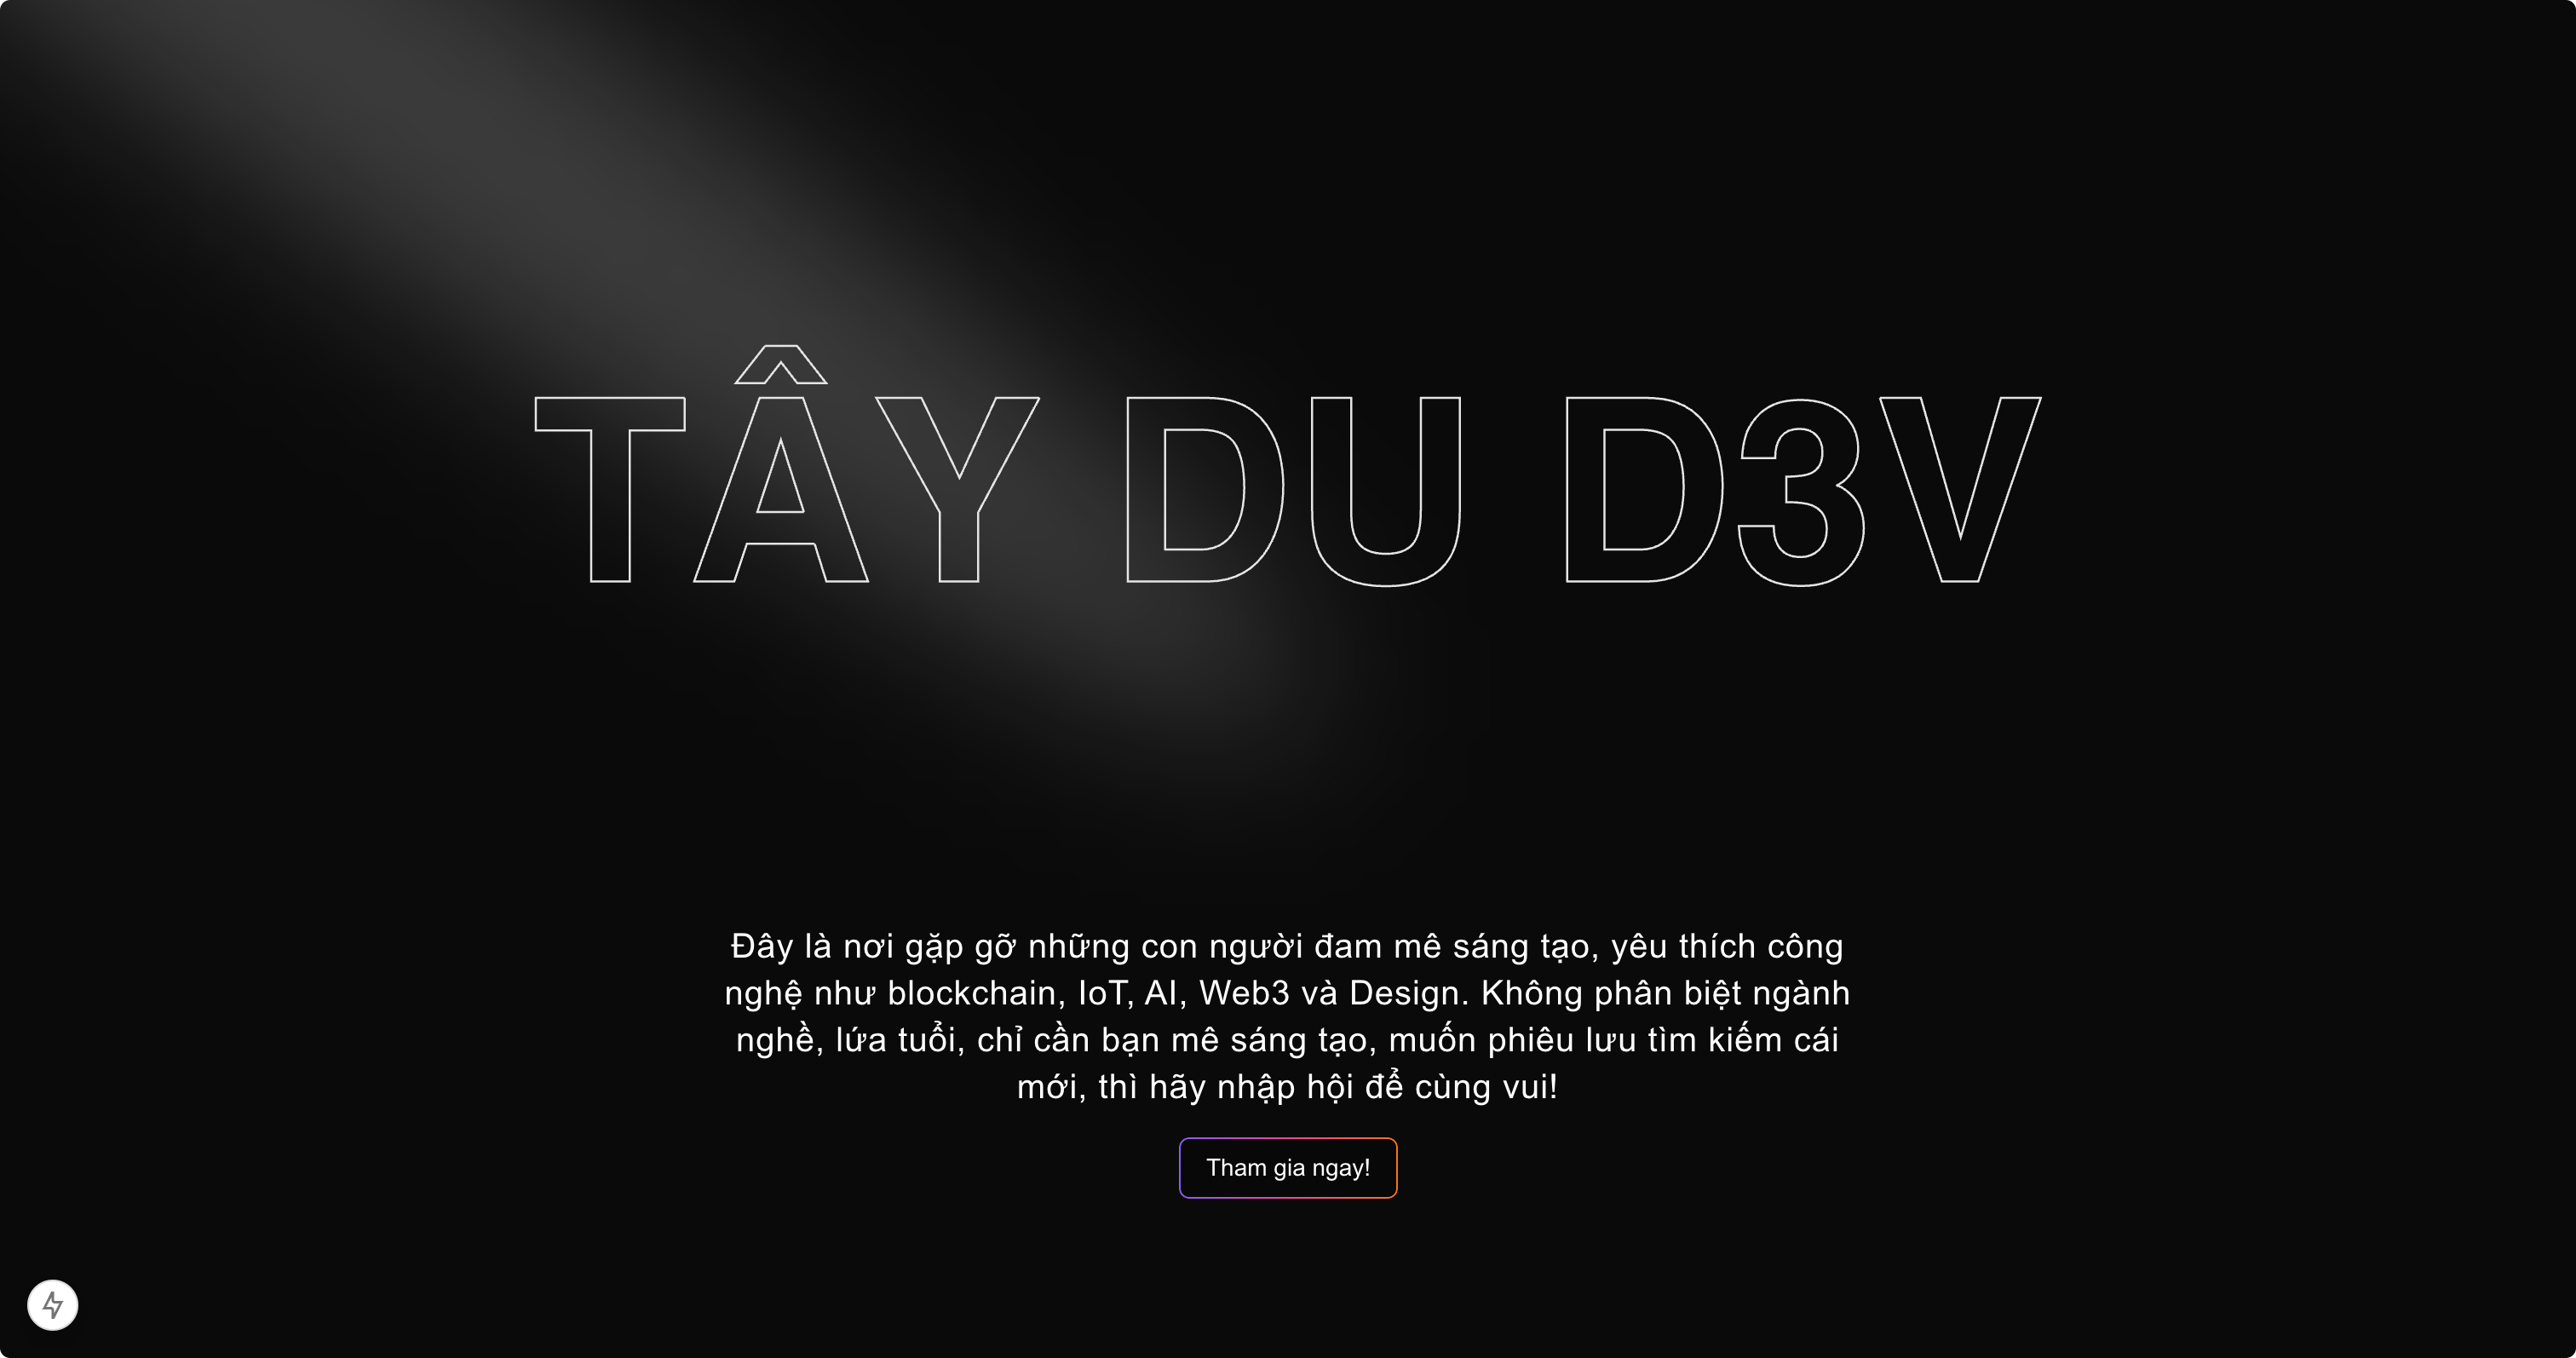 TÂY DU D3V
Đây là nơi gặp gỡ những con người đam mê sáng tạo, yêu thích công
nghệ như blockchain, IoT, AI, Web3 và Design. Không phân biệt ngành
nghề, lứa tuổi, chỉ cần bạn mê sáng tạo, muốn phiêu lưu tìm kiếm cái
mới, thì hãy nhập hội để cùng vui!
Tham gia ngay!